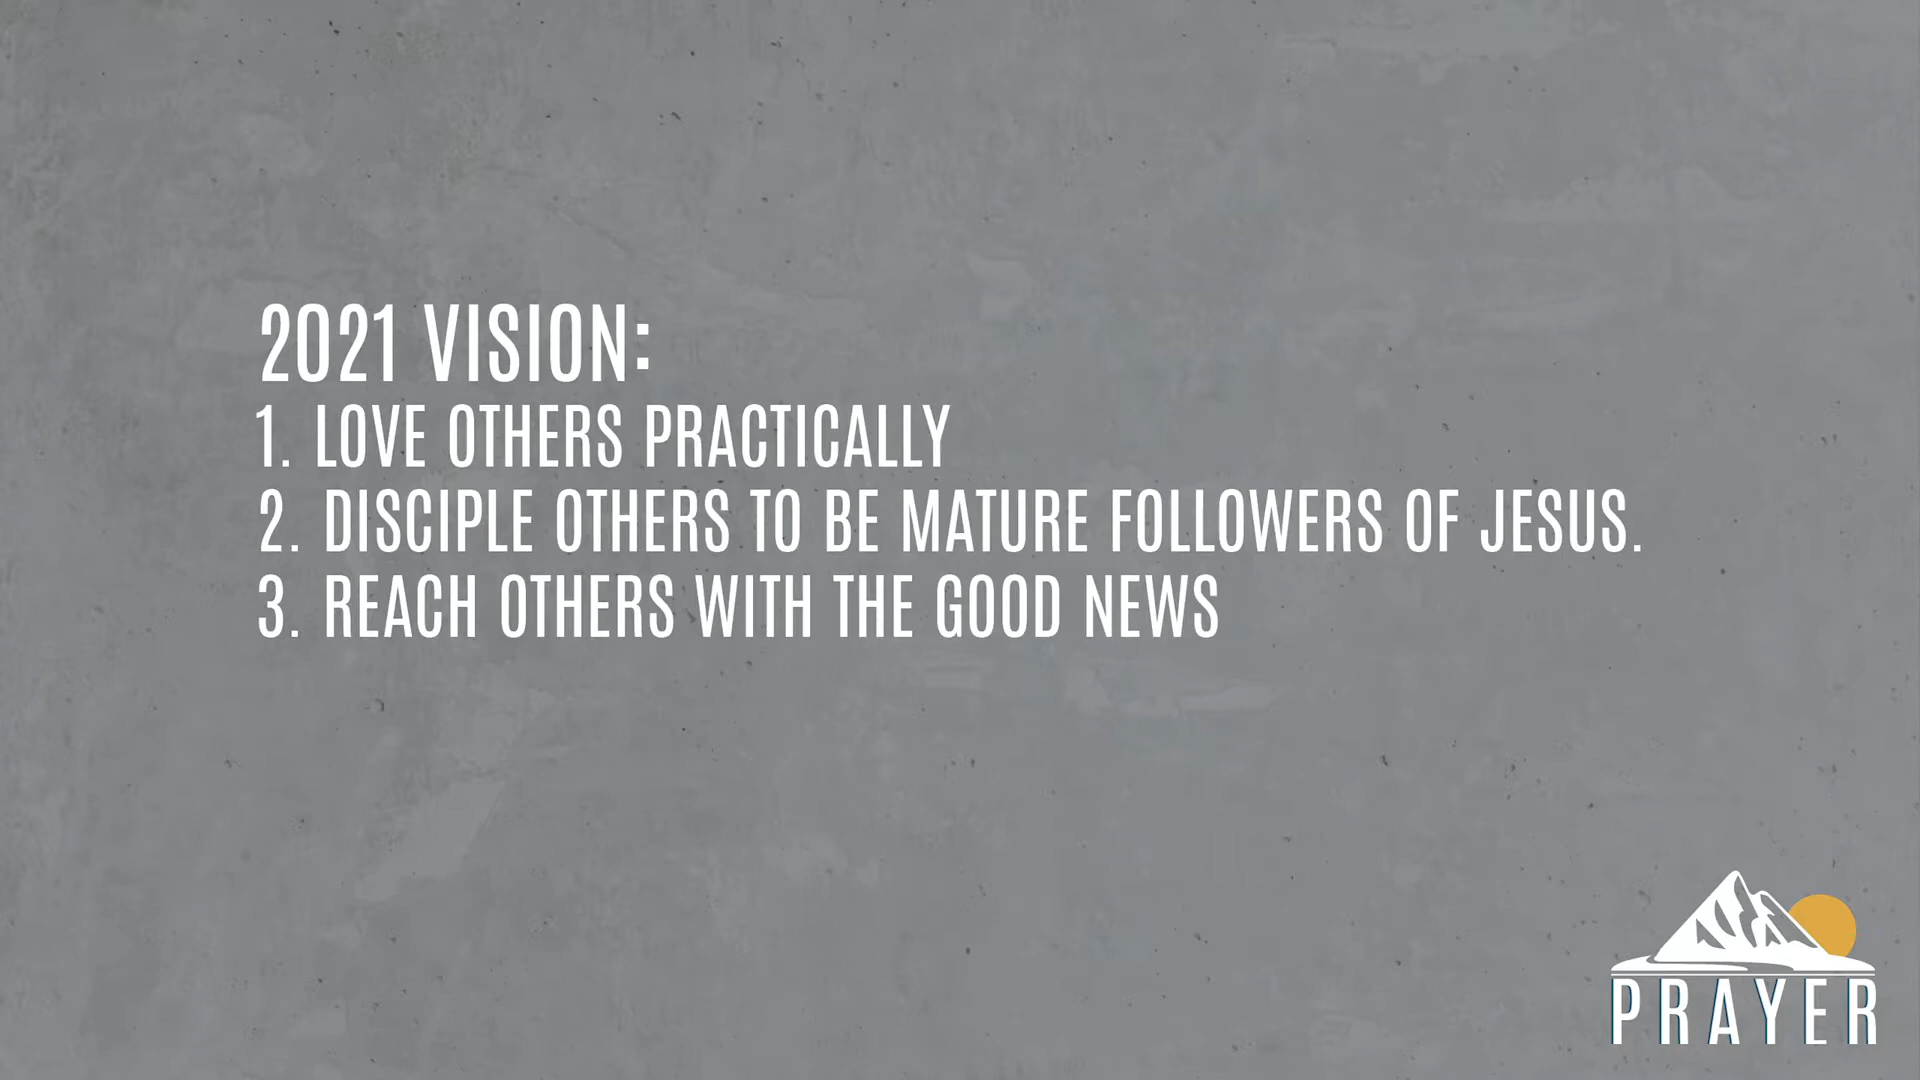 2021 VISION:
1. LOVE OTHERS PRACTICALLY
2. DISCIPLE OTHERS TO BE MATURE FOLLOWERS OF JESUS.
3. REACH OTHERS WITH THE GOOD NEWS
PRAYER